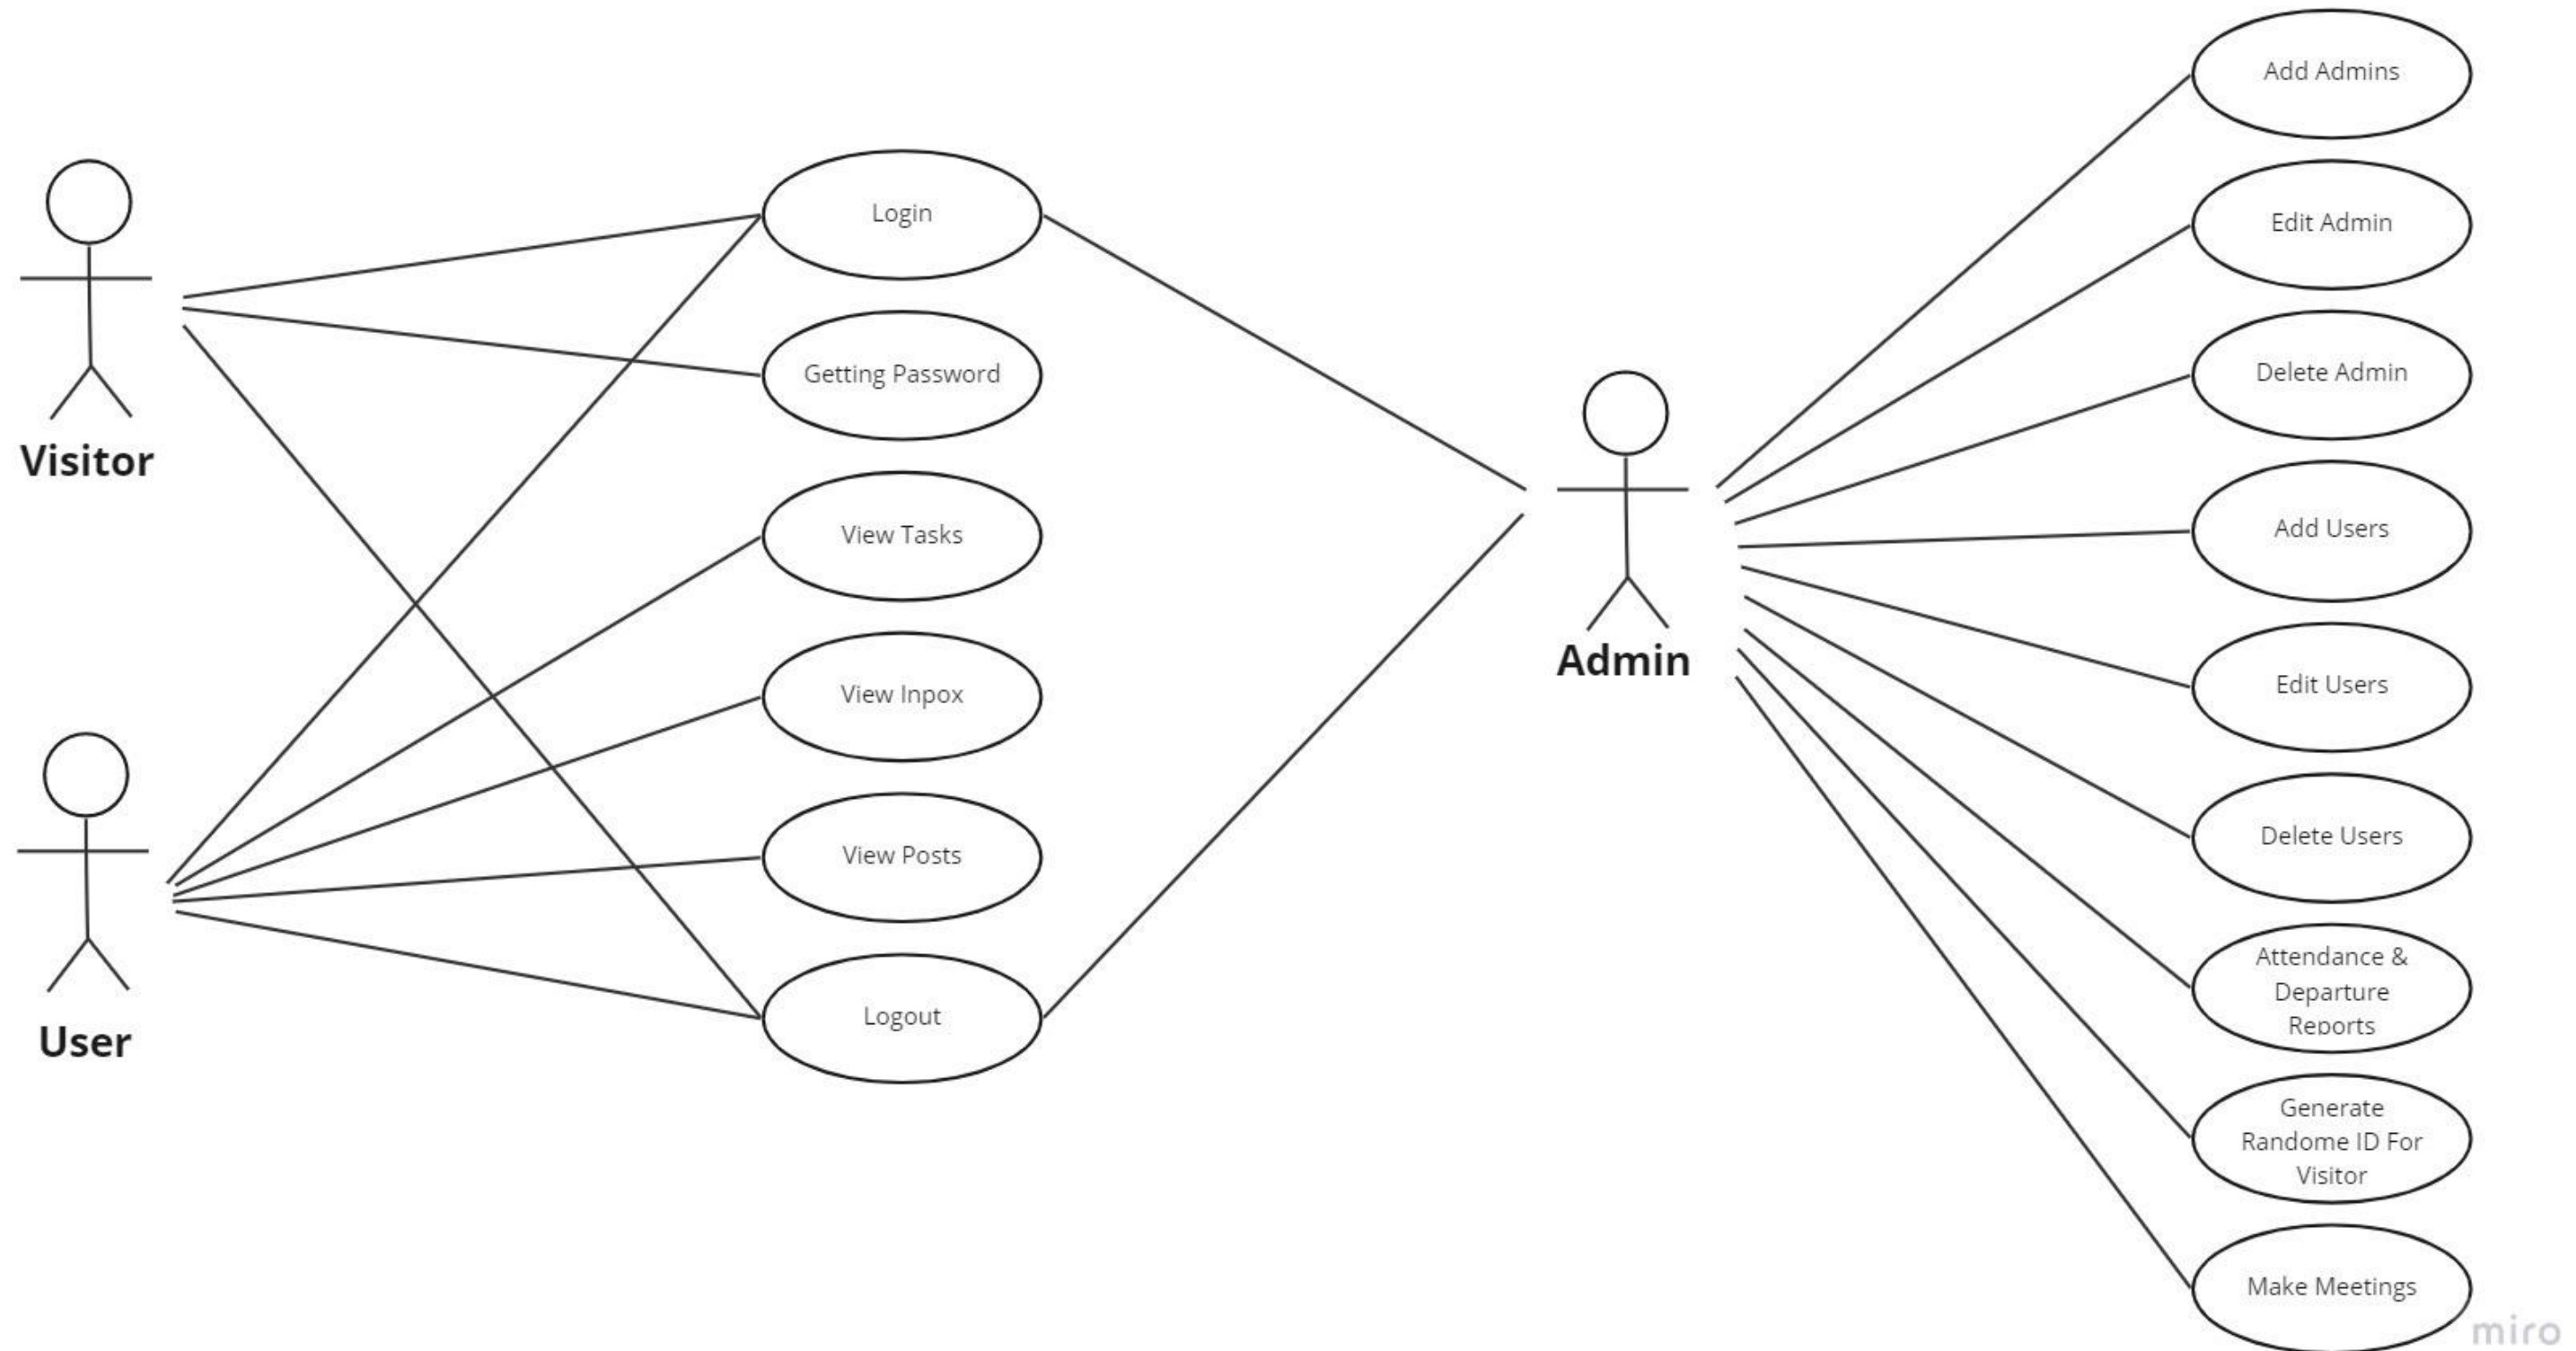 Visitor
User
Login
Getting Password
View Tasks
View Inpox
View Posts
Logout
Admin
Add Admins
Edit Admin
Delete Admin
Add Users
Edit Users
Delete Users
Attendance &
Departure
Reports
Generate
Randome ID For
Visitor
Make Meetings
miro